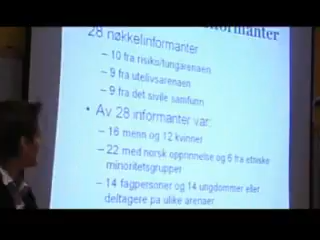 informanter
28 nøkkelinformanter
– 10 fra risiko/tungarenaen
– 9 fra utelivsarenaen
– 9 fra det sivile samfunn
• Av 28 informanter var:
– 16 menn og 12 kvinner
– 22 med norsk opprinnelse og 6 fra etniske
minoritetsgrupper
– 14 fagpersoner og 14 ungdommer eller
deltagere på ulike arenaer